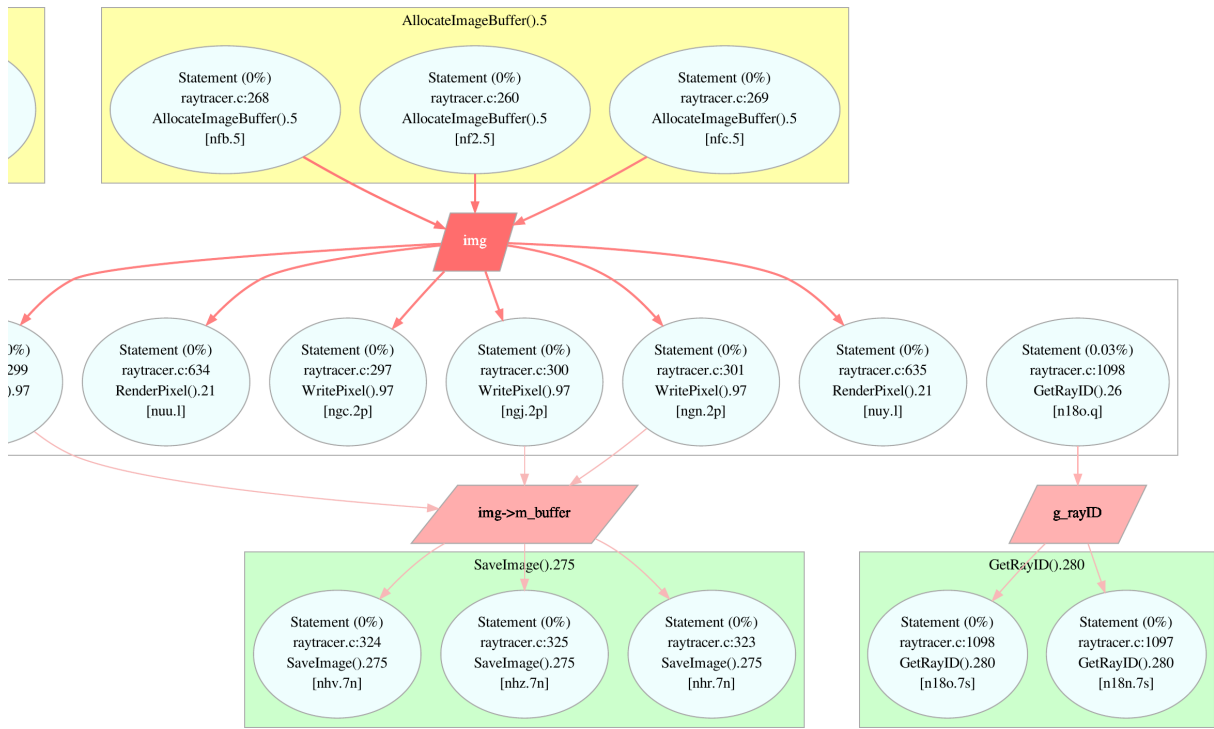 AllocateImageBuffer().5
Statement (0%)
raytracer.c:268
AllocateImageBuffer().5
[nfb.5]
Statement (0%)
raytracer.c:260
AllocateImageBuffer().5
[nf2.5]
Statement (0%)
raytracer.c:269
AllocateImageBuffer().5
[nfc.5]
img
0%)
299
).97
Statement (0%)
raytracer.c:634
RenderPixel().21
[nuu.l]
Statement (0%)
raytracer.c:297
WritePixel().97
[ngc.2p]
Statement (0%)
raytracer.c:300
WritePixel().97
[ngj.2p]
Statement (0%)
raytracer.c:301
WritePixel().97
[ngn.2p]
Statement (0%)
raytracer.c:635
RenderPixel().21
[nuy.l]
Statement (0.03%)
raytracer.c:1098
GetRayID().26
[n18o.q]
img->m_buffer
g_rayID
SaveImage().275
Statement (0%)
raytracer.c:324
SaveImage().275
[nhv.7n]
Statement (0%)
raytracer.c:325
SaveImage().275
[nhz.7n]
Statement (0%)
raytracer.c:323
SaveImage().275
[nhr.7n]
GetRayID().280
Statement (0%)
raytracer.c:1098
GetRayID().280
[n18o.7s]
Statement (0%)
raytracer.c:1097
GetRayID().280
[n18n.7s]